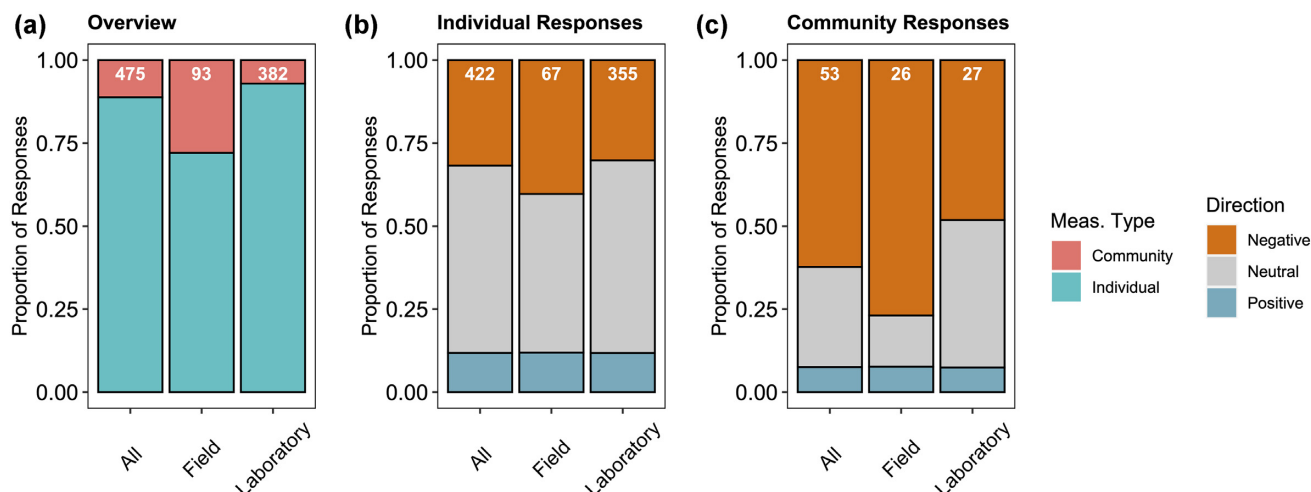 (a) Overview
Proportion of Responses
1.00
0.75
0.50
0.25
0.00
475 93 382
All Field Laboratory
(b) Individual Responses
Proportion of Responses
1.00
0.75
0.50
0.25
0.00
422 67 355
All Field Laboratory
(c) Community Responses
Proportion of Responses
1.00
0.75
0.50
0.25
0.00
53 26 27
All Field Laboratory
Meas. Type
Community
Individual
Direction
Negative
Neutral
Positive